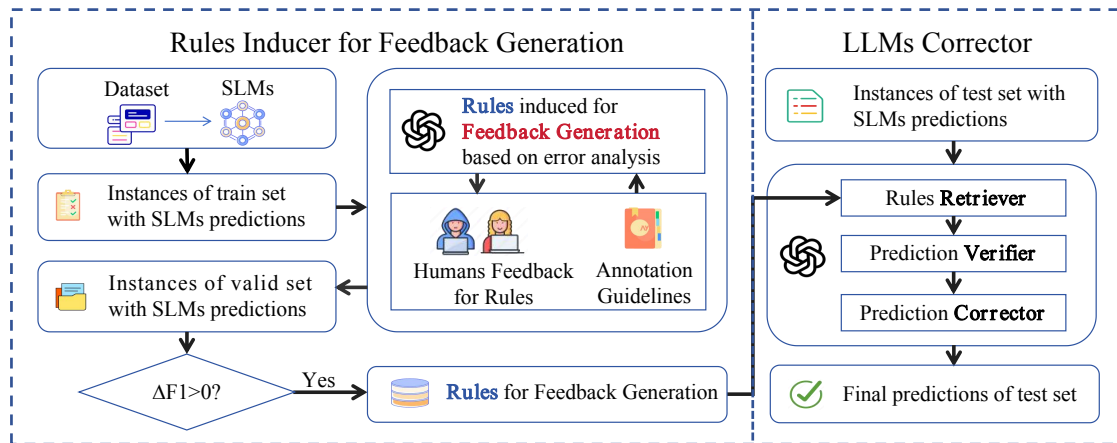 Rules Inducer for Feedback Generation
Dataset
SLMs
Instances of train set
with SLMs predictions
Instances of valid set
with SLMs predictions
ΔF1>0?
Yes
Rules induced for
Feedback Generation
based on error analysis
Humans Feedback
for Rules
Annotation
Guidelines
Rules for Feedback Generation
LLMs Corrector
Instances of test set with
SLMs predictions
Rules Retriever
Prediction Verifier
Prediction Corrector
Final predictions of test set